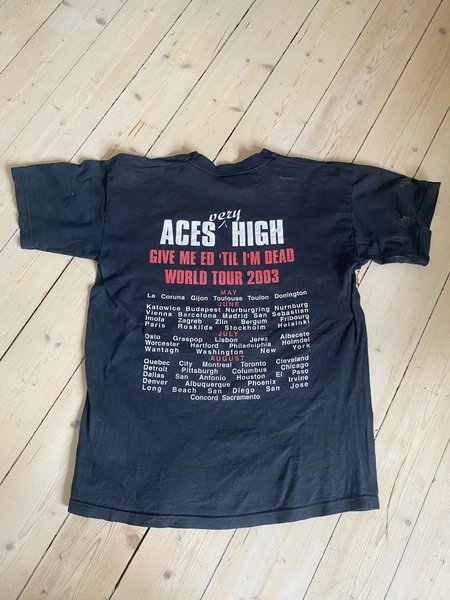 very
ACES HIGH
GIVE ME ED 'TIL I'M DEAD
WORLD TOUR 2003
MAY
La Coruna Gijon Toulouse Toulon Donington
JUNE
Katowice Budapest Nurburgring Nurnburg
Vienna Barcelona Madrid San Sebastian
Imola Zagreb Zlin Bergum Fribourg
Paris Roskilde Stockholm Helsinki
JULY
Oslo Graspop Lisbon Jerez Albecete
Worcester Hartford Philadelphia Holmdel
Wantagh Washington New York
AUGUST
Quebec City Montreal Toronto Cleveland
Detroit Pittsburgh Columbus Chicago
Dallas San Antonio Houston El Paso
Denver Albuquerque Phoenix Irvine
Long Beach San Diego San Jose
Concord Sacramento